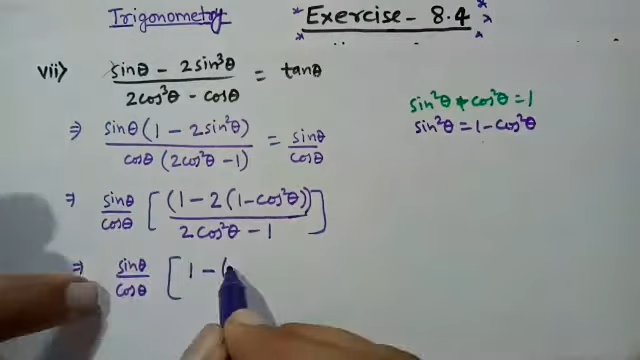 Trigonometry
* Exercise - 8.4 *
vii) sinθ - 2sin³θ / 2cos³θ - cosθ = tanθ
sin²θ + cos²θ = 1
sin²θ = 1 - cos²θ
⇒ sinθ (1 - 2sin²θ) / cosθ (2cos²θ - 1) = sinθ / cosθ
⇒ sinθ / cosθ [ (1 - 2(1 - cos²θ)) / 2cos²θ - 1 ]
⇒ sinθ / cosθ [ 1 - (